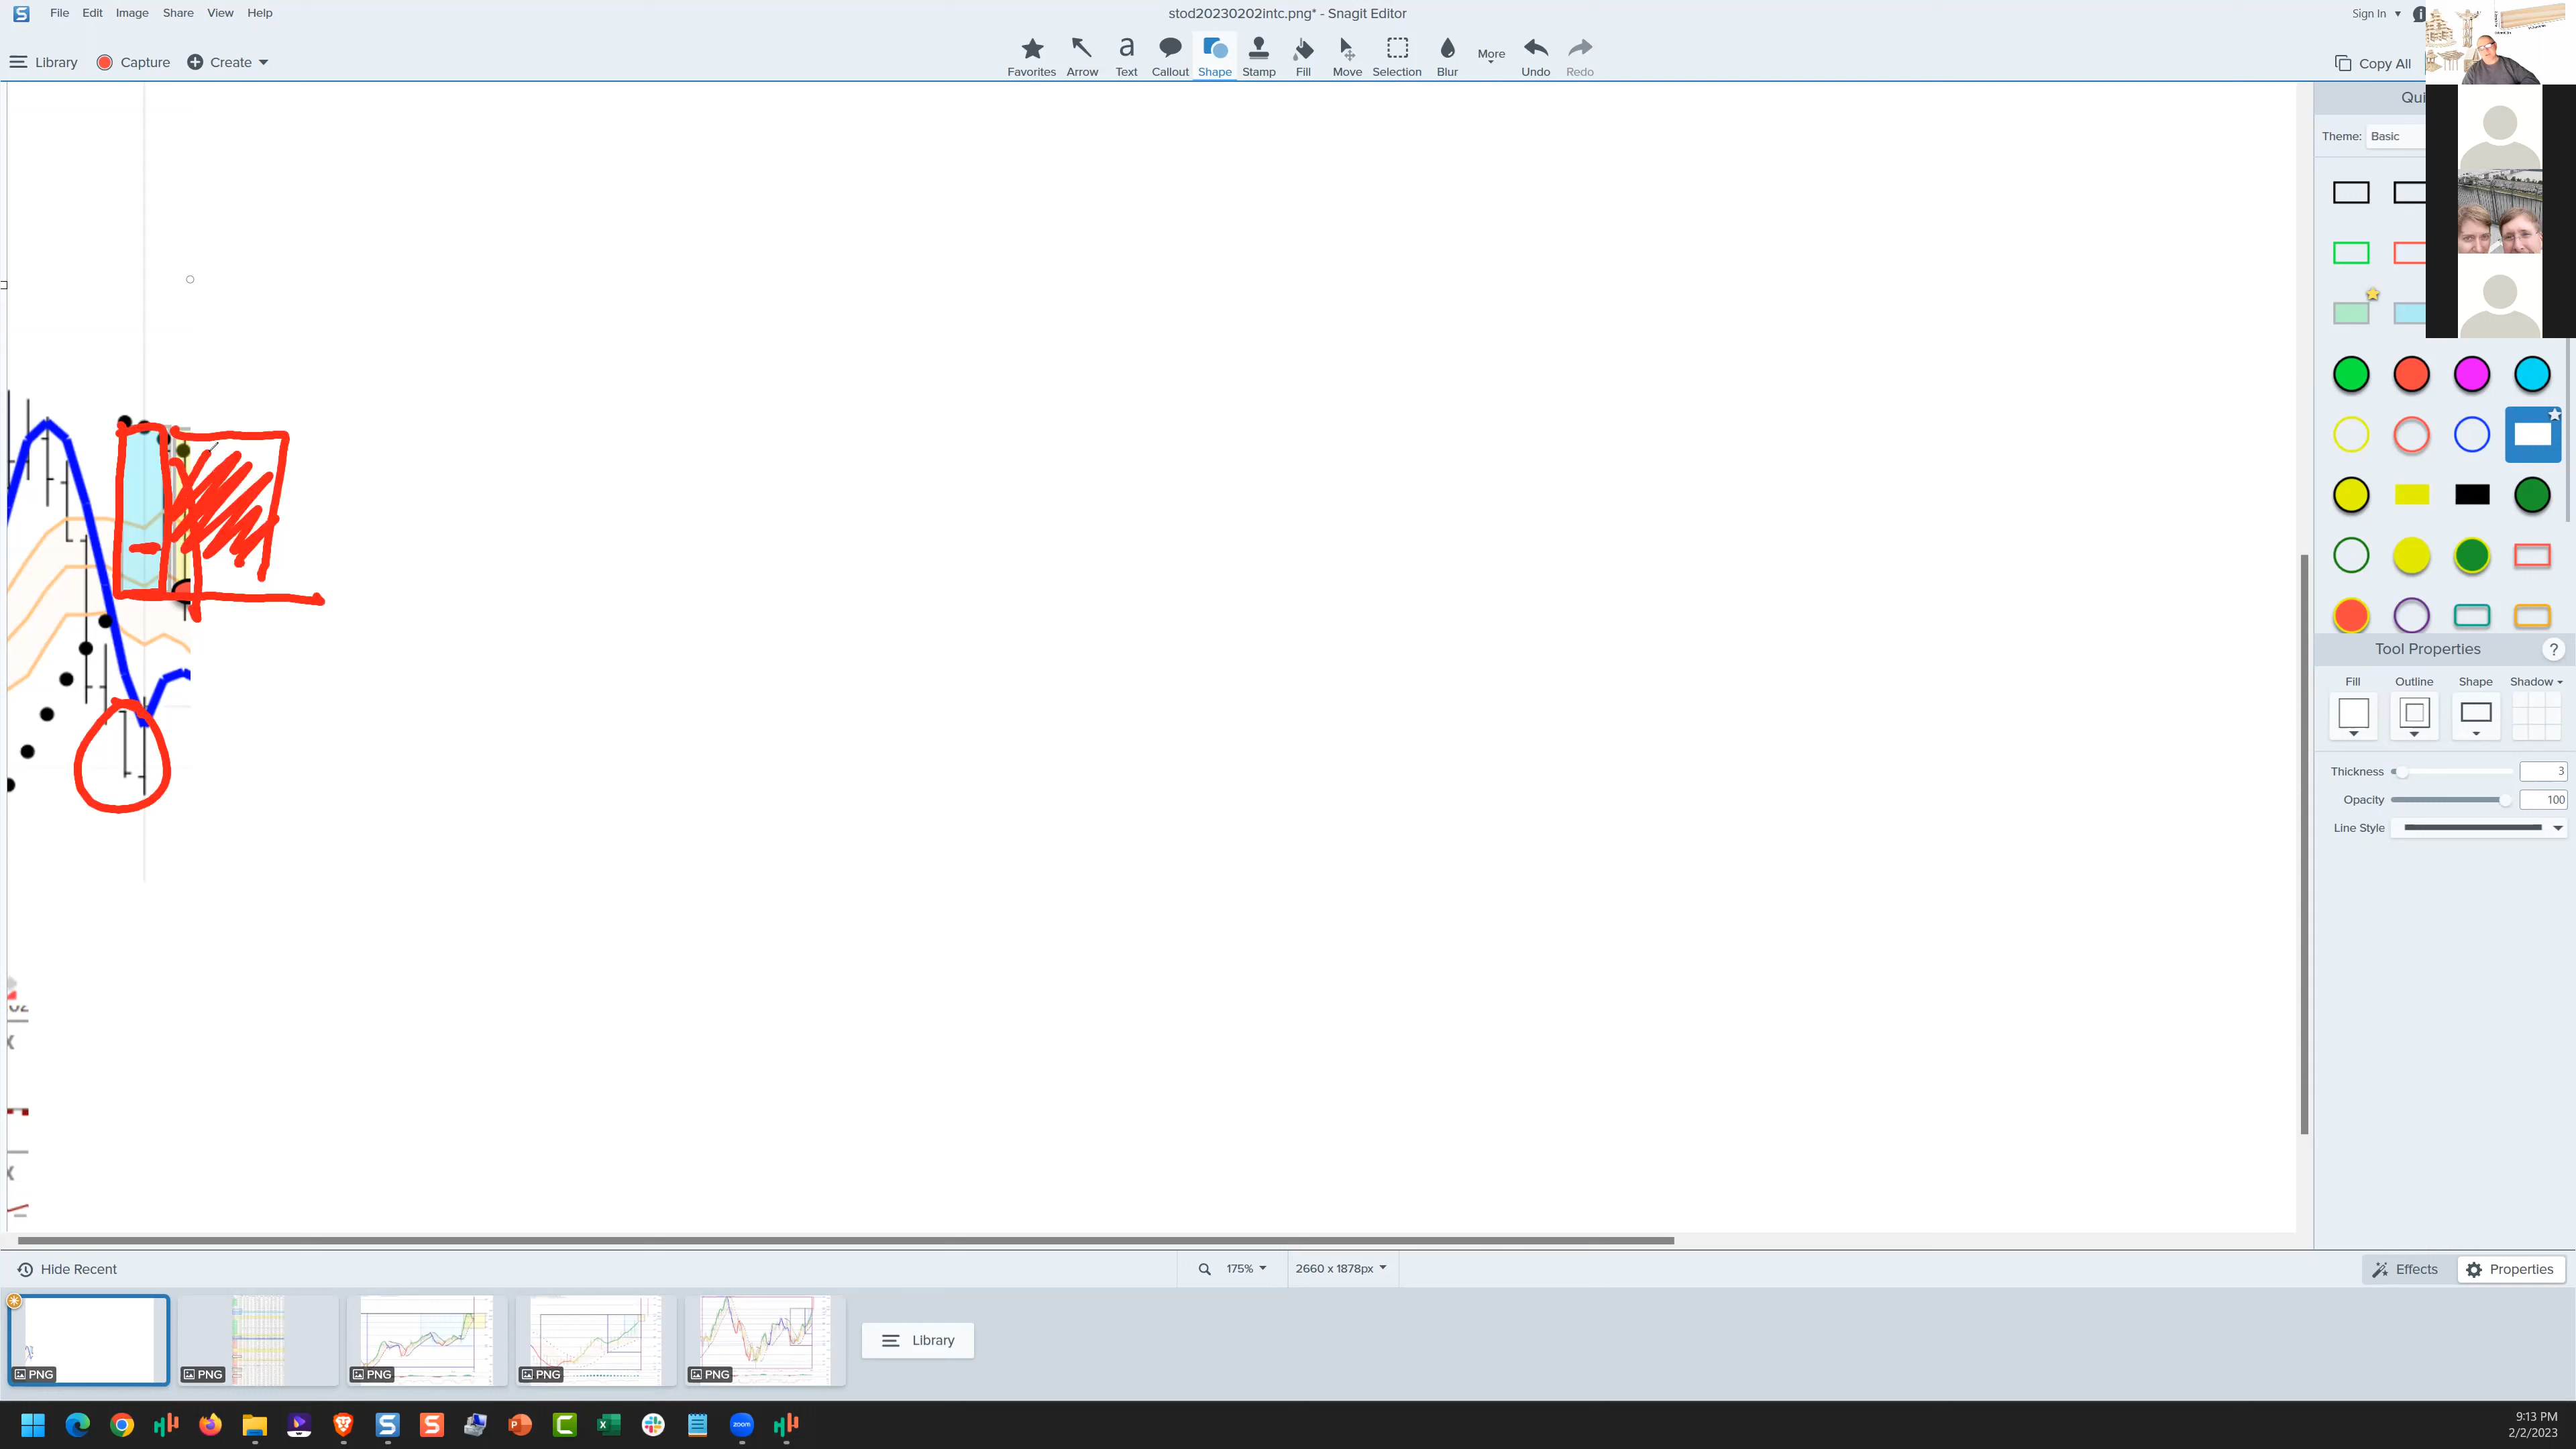 File Edit Image Share View Help
stod20230202intc.png* - Snagit Editor
Sign In
Library Capture Create
Favorites Arrow Text Callout Shape Stamp Fill Move Selection Blur More Undo Redo
Copy All
Theme: Basic
Tool Properties ?
Fill Outline Shape Shadow
Thickness 3
Opacity 100
Line Style
Hide Recent
175%
2660 x 1878px
Effects Properties
PNG PNG PNG PNG PNG
Library
zoom
9:13 PM
2/2/2023